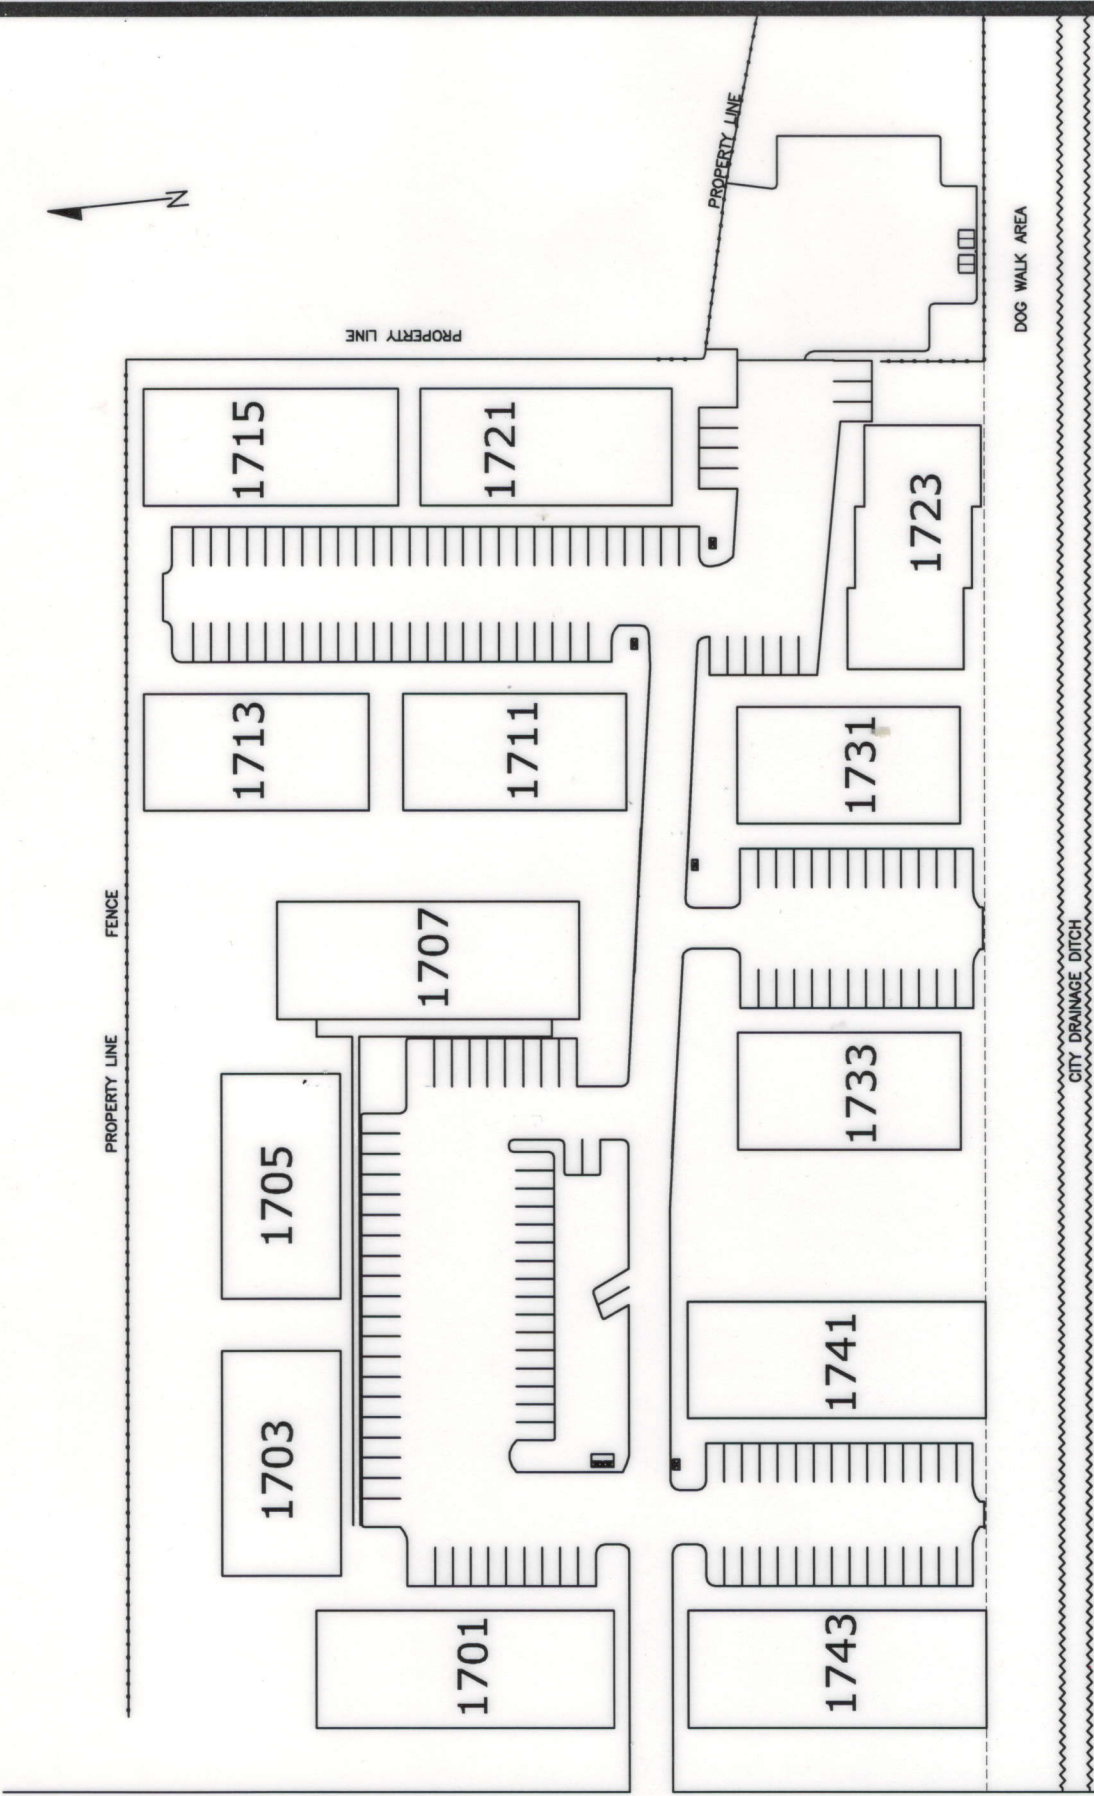 N
PROPERTY LINE
PROPERTY LINE
DOG WALK AREA
1715
1721
1723
1713
1711
1731
FENCE
1707
PROPERTY LINE
1705
1733
CITY DRAINAGE DITCH
1703
1741
1701
1743